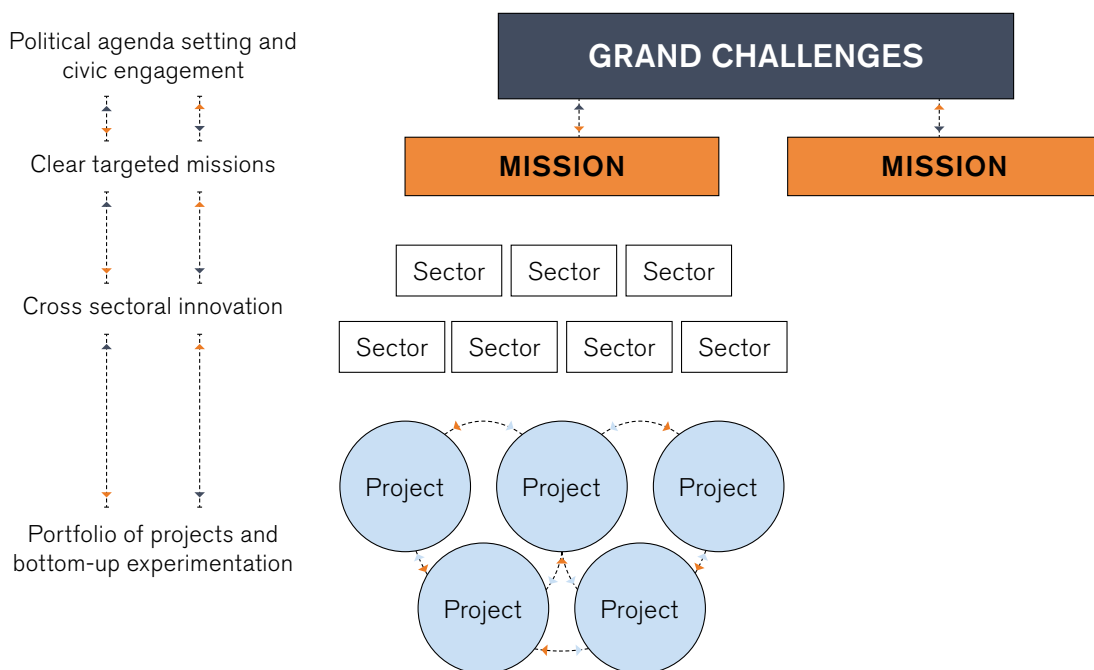 Political agenda setting and
civic engagement
GRAND CHALLENGES
Clear targeted missions
MISSION
MISSION
Sector
Sector
Sector
Cross sectoral innovation
Sector
Sector
Sector
Sector
Project
Project
Project
Portfolio of projects and
bottom-up experimentation
Project
Project